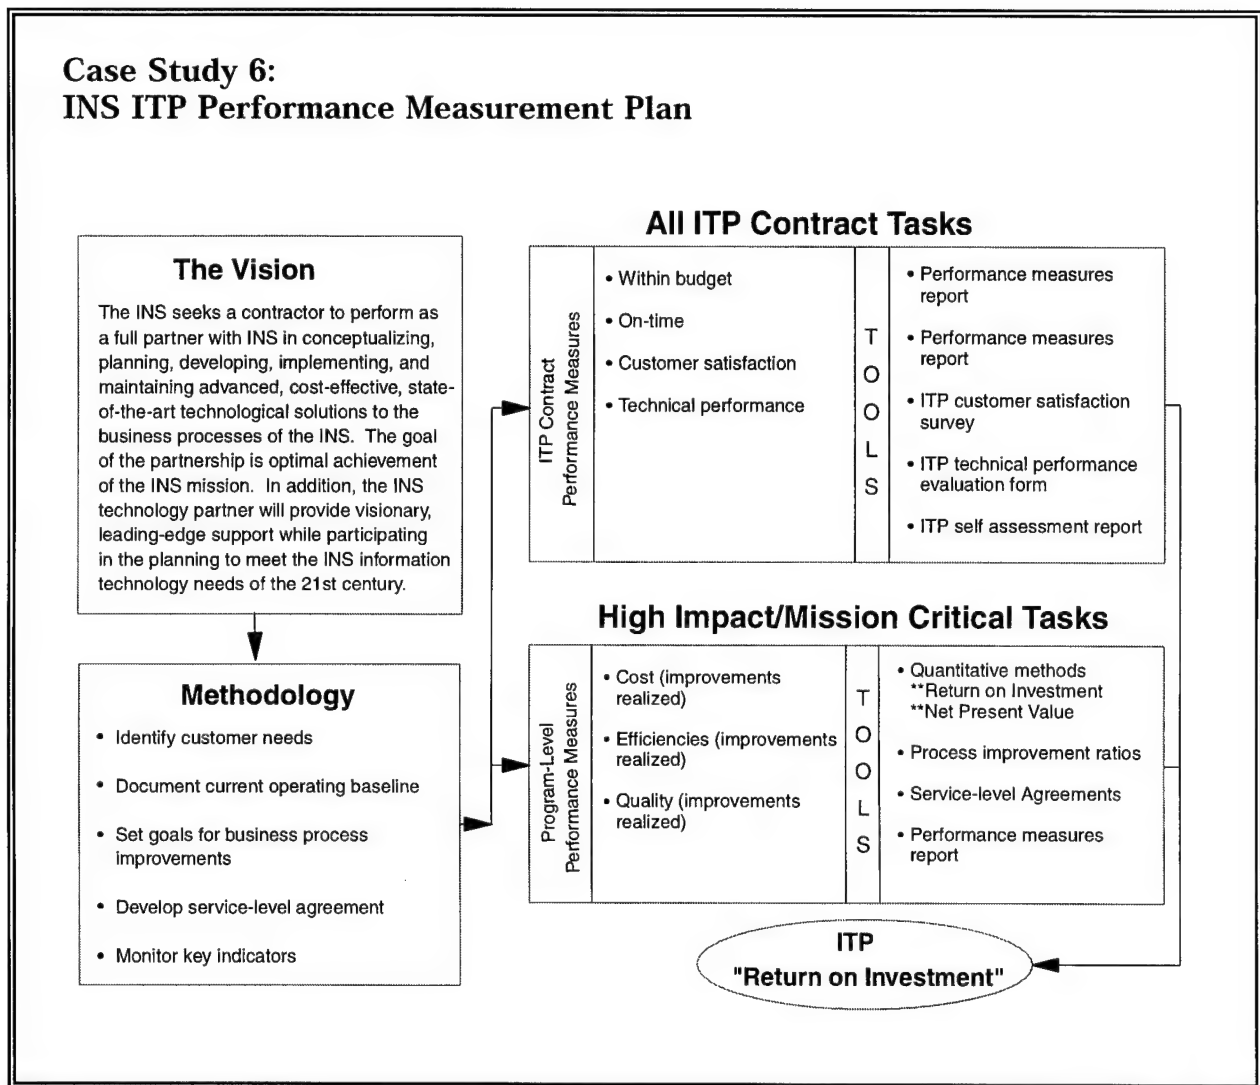 Case Study 6:
INS ITP Performance Measurement Plan
The Vision
The INS seeks a contractor to perform as
a full partner with INS in conceptualizing,
planning, developing, implementing, and
maintaining advanced, cost-effective, state-
of-the-art technological solutions to the
business processes of the INS. The goal
of the partnership is optimal achievement
of the INS mission. In addition, the INS
technology partner will provide visionary,
leading-edge support while participating
in the planning to meet the INS information
technology needs of the 21st century.
Methodology
• Identify customer needs
• Document current operating baseline
• Set goals for business process
improvements
• Develop service-level agreement
• Monitor key indicators
All ITP Contract Tasks
ITP Contract
Performance Measures
• Within budget
• On-time
• Customer satisfaction
• Technical performance
T
O
O
L
S
• Performance measures
report
• Performance measures
report
• ITP customer satisfaction
survey
• ITP technical performance
evaluation form
• ITP self assessment report
High Impact/Mission Critical Tasks
Program-Level
Performance Measures
• Cost (improvements
realized)
• Efficiencies (improvements
realized)
• Quality (improvements
realized)
T
O
O
L
S
• Quantitative methods
**Return on Investment
**Net Present Value
• Process improvement ratios
• Service-level Agreements
• Performance measures
report
ITP
"Return on Investment"